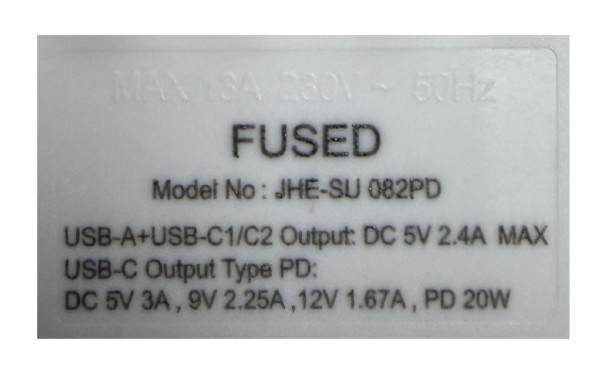 MAX 13A 230V ~ 50Hz
FUSED
Model No : JHE-SU 082PD
USB-A+USB-C1/C2 Output: DC 5V 2.4A MAX
USB-C Output Type PD:
DC 5V 3A , 9V 2.25A ,12V 1.67A , PD 20W